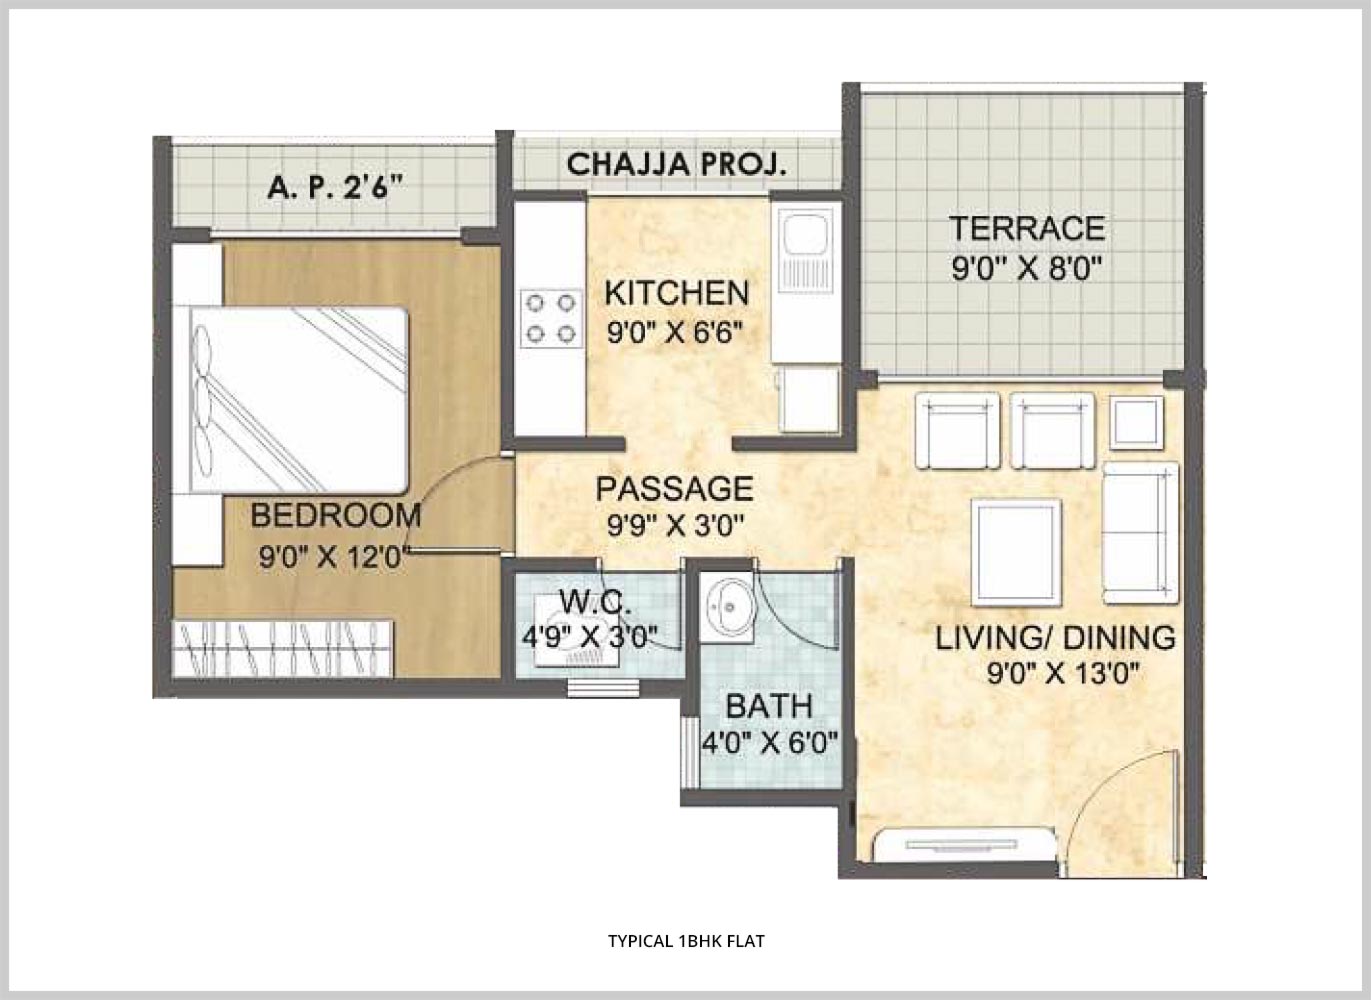 CHAJJA PROJ.
A. P. 2'6"
TERRACE
9'0" X 8'0"
KITCHEN
9'0" X 6'6"
PASSAGE
9'9" X 3'0"
BEDROOM
9'0" X 12'0"
W.C.
4'9" X 3'0"
LIVING/ DINING
9'0" X 13'0"
BATH
4'0" X 6'0"
TYPICAL 1BHK FLAT